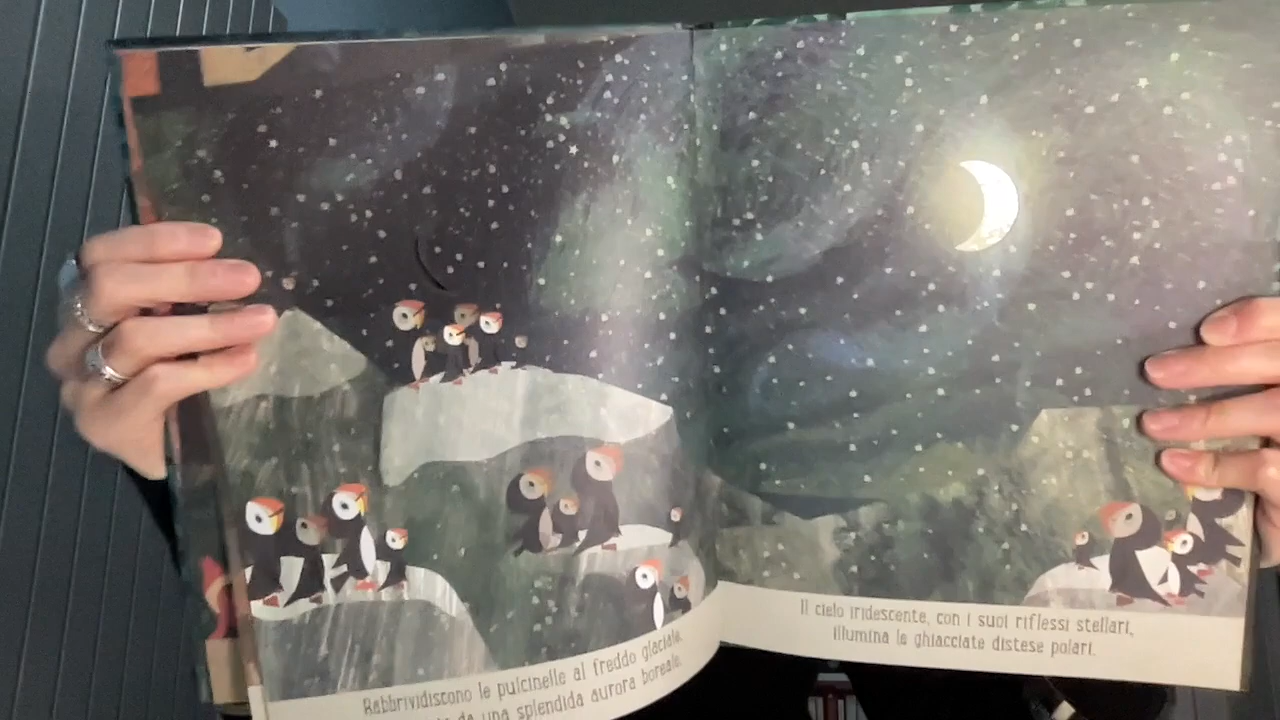 Rabbrividiscono le pulcinelle al freddo glaciale,
da una splendida aurora boreale.
Il cielo iridescente, con i suoi riflessi stellari,
illumina le ghiacciate distese polari.